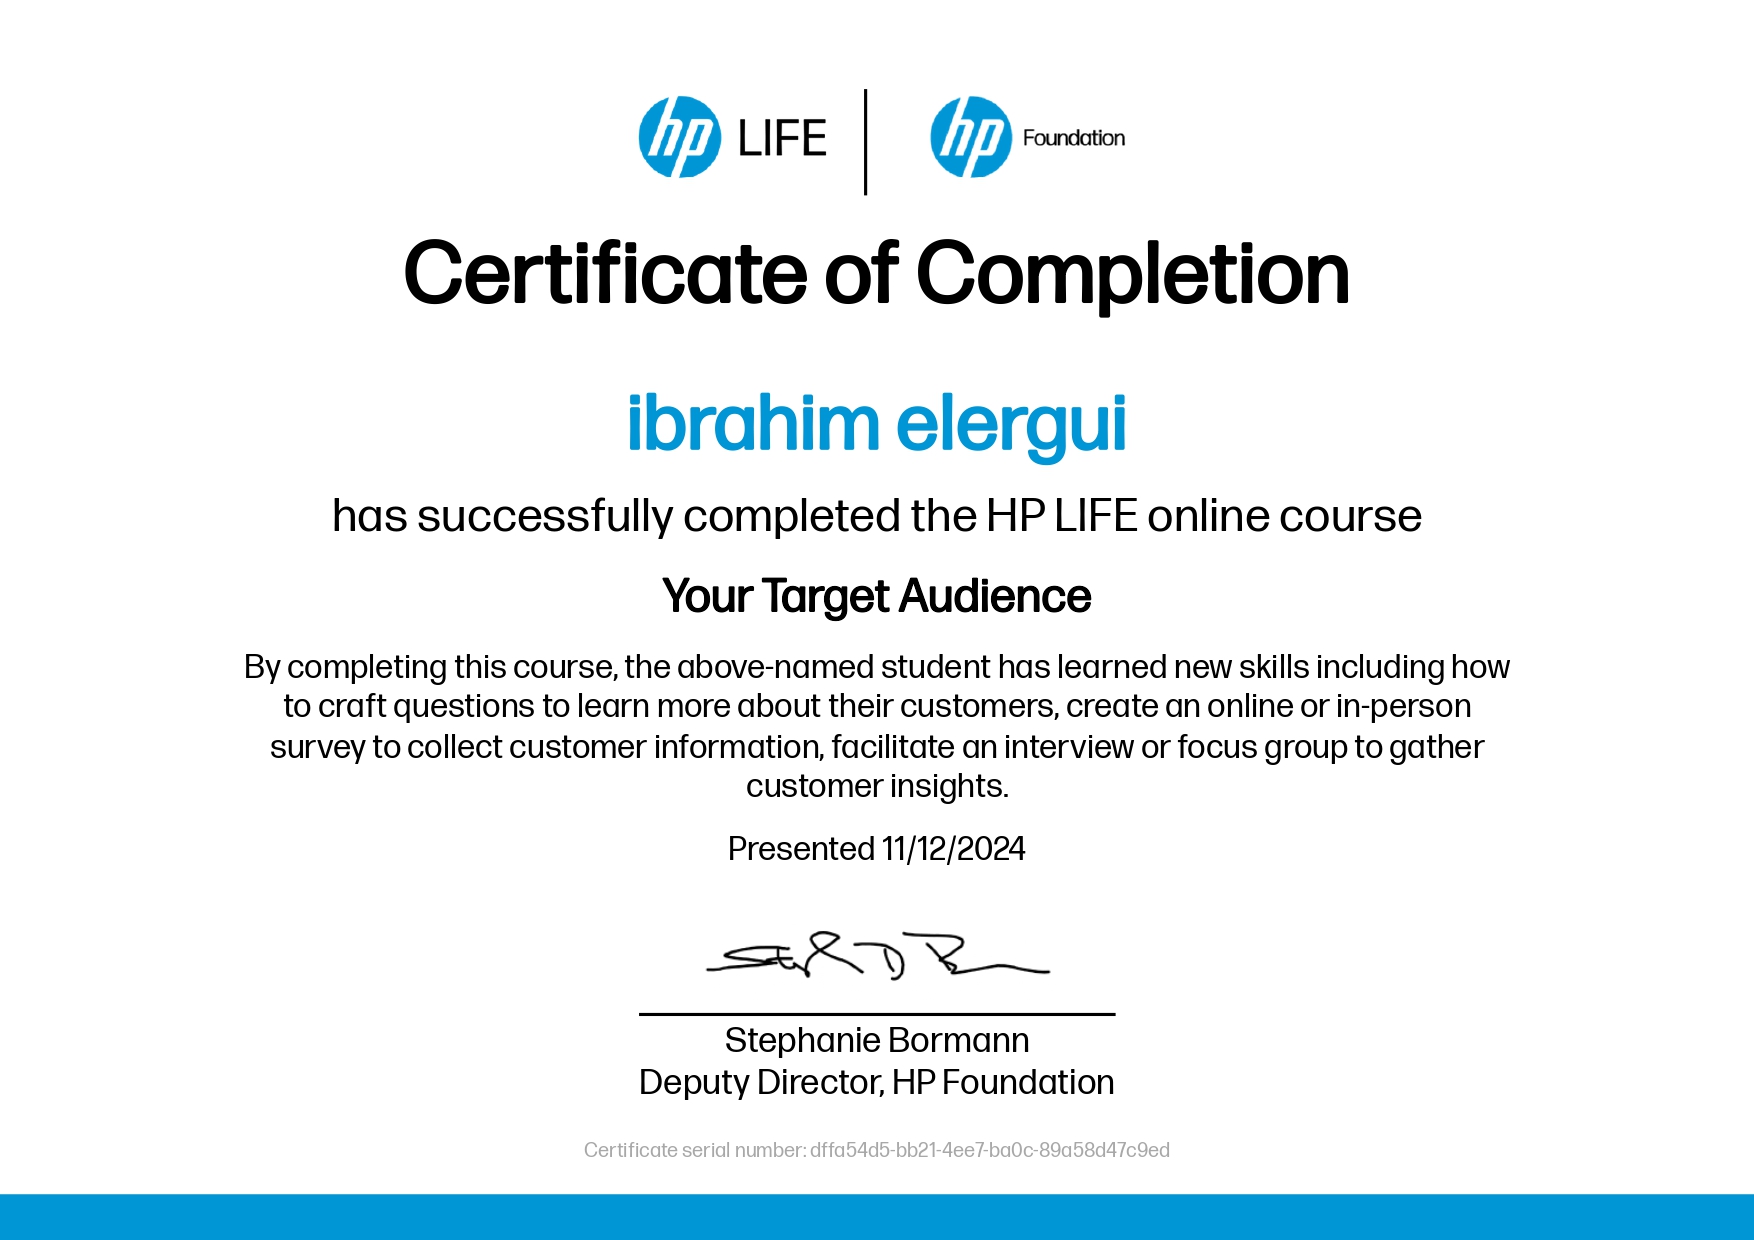 hp LIFE
hp Foundation
Certificate of Completion
ibrahim elergui
has successfully completed the HP LIFE online course
Your Target Audience
By completing this course, the above-named student has learned new skills including how
to craft questions to learn more about their customers, create an online or in-person
survey to collect customer information, facilitate an interview or focus group to gather
customer insights.
Presented 11/12/2024
Stephanie Bormann
Deputy Director, HP Foundation
Certificate serial number: dffa54d5-bb21-4ee7-ba0c-89a58d47c9ed